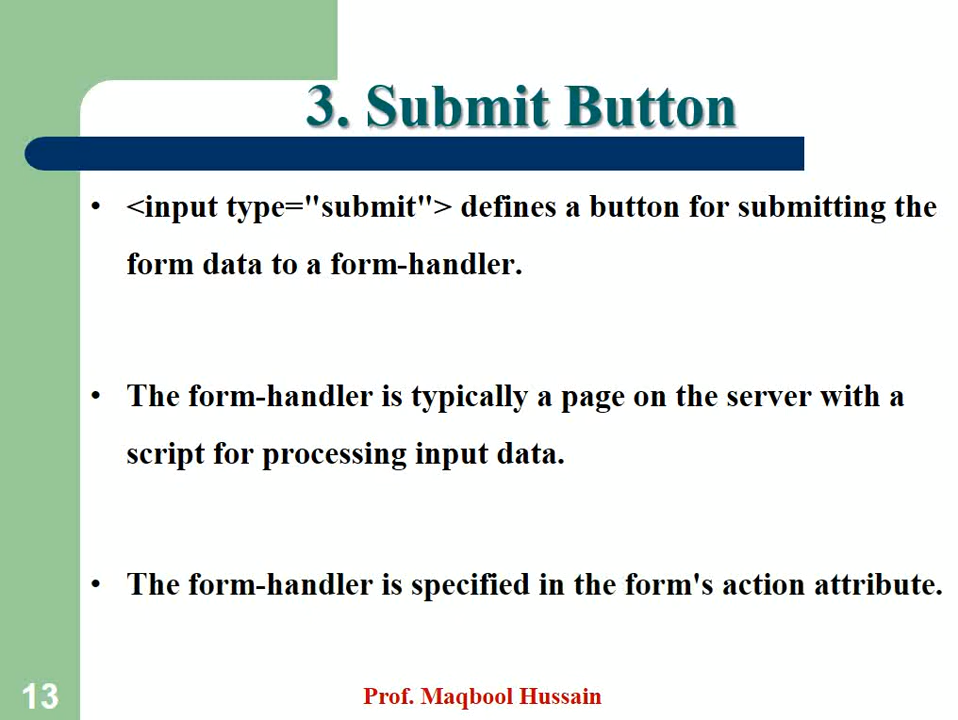 3. Submit Button
• <input type="submit"> defines a button for submitting the
form data to a form-handler.
• The form-handler is typically a page on the server with a
script for processing input data.
• The form-handler is specified in the form's action attribute.
13
Prof. Maqbool Hussain